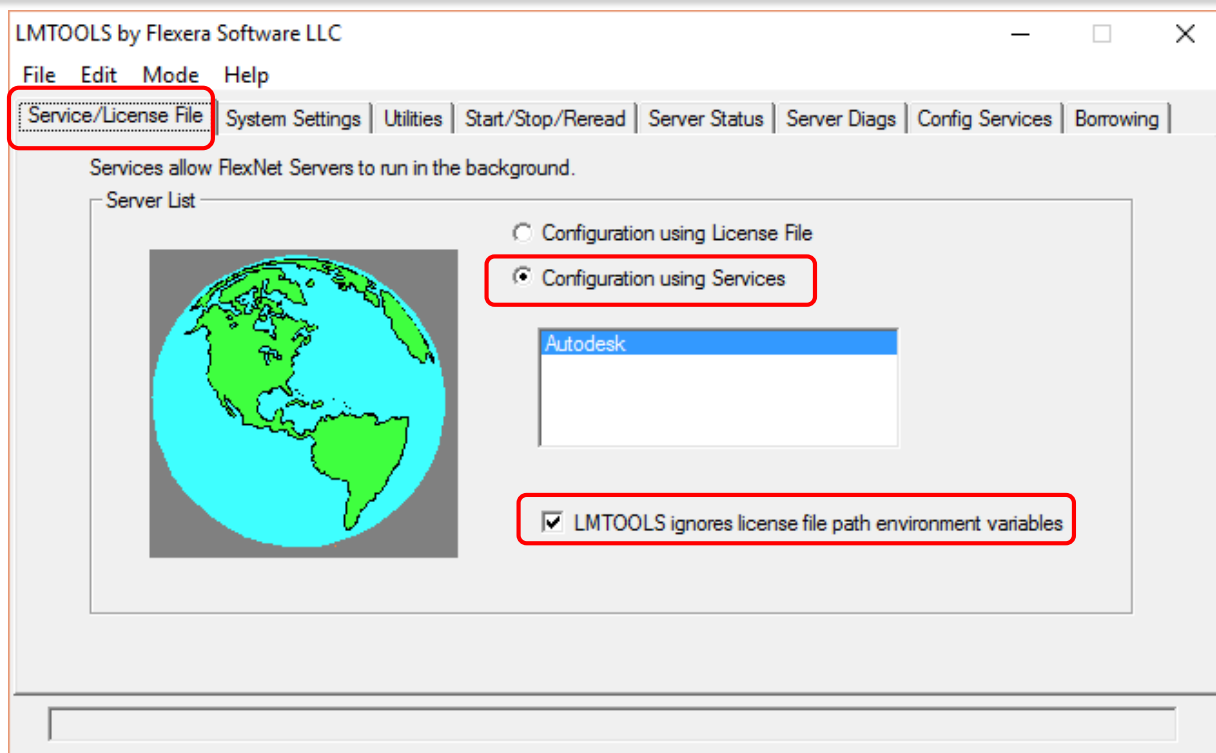 LMTOOLS by Flexera Software LLC
File Edit Mode Help
Service/License File System Settings Utilities Start/Stop/Reread Server Status Server Diags Config Services Borrowing
Services allow FlexNet Servers to run in the background.
Server List
Configuration using License File
Configuration using Services
Autodesk
LMTOOLS ignores license file path environment variables